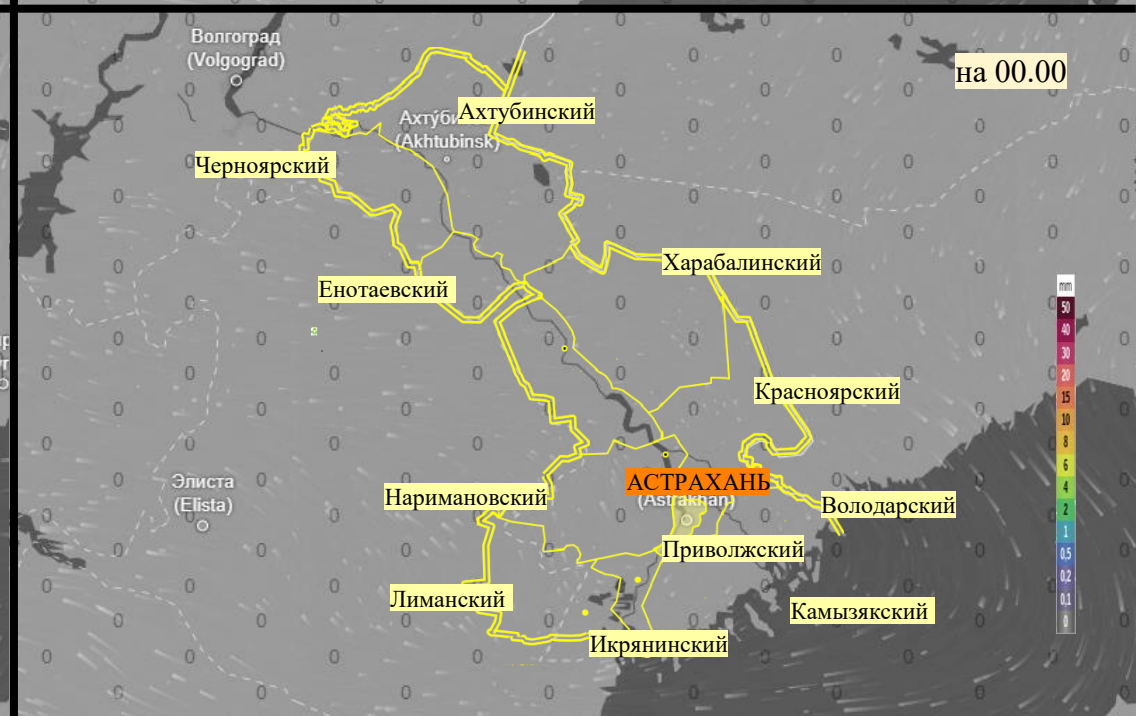 Волгоград
(Volgograd)
на 00.00
Ахтубинский
(Akhtubinsk)
Черноярский
Харабалинский
Енотаевский
mm
50
40
30
20
15
10
8
6
4
2
1
0,5
0,2
0,1
0
Красноярский
Элиста
(Elista)
АСТРАХАНЬ
(Astrakhan)
Нариманов��кий
Володарский
Приволжский
Лиманский
Камызякский
Икрянинский